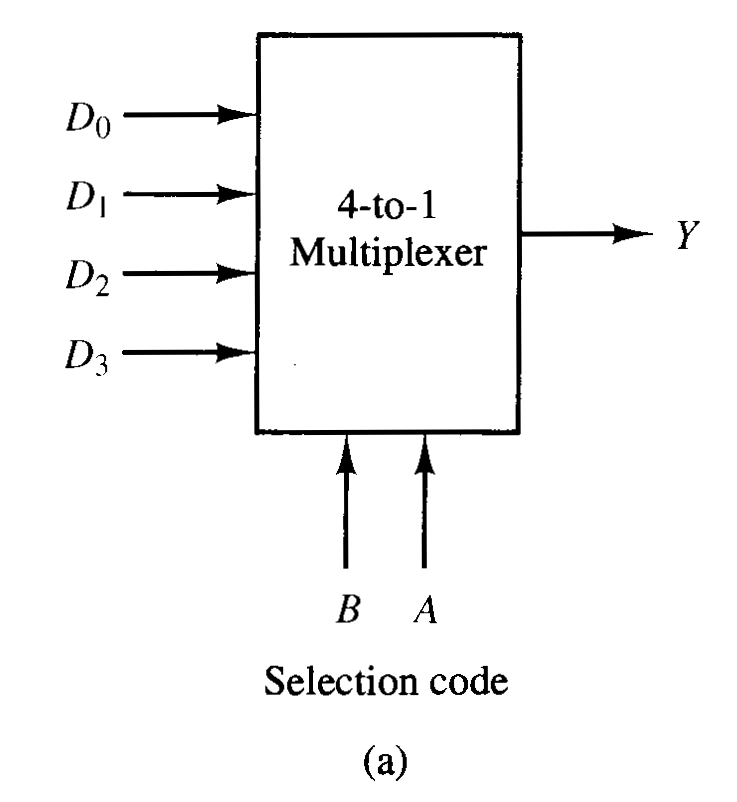 D₀
D₁
D₂
D₃
4-to-1
Multiplexer
Y
B A
Selection code
(a)